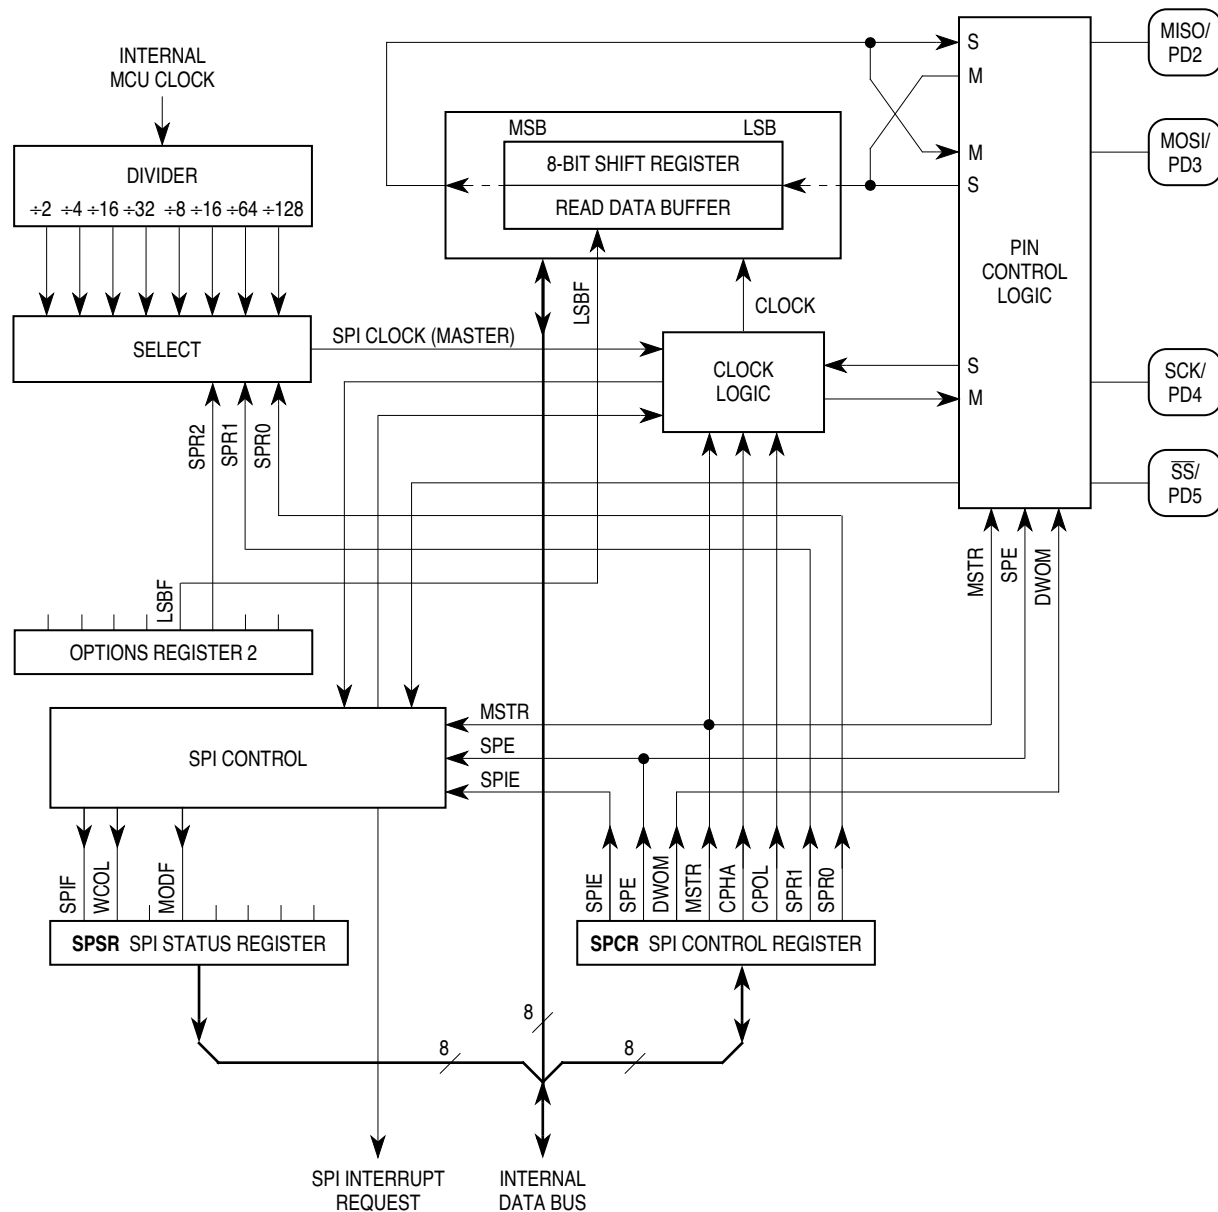 INTERNAL
MCU CLOCK
DIVIDER
÷2 ÷4 ÷16 ÷32 ÷8 ÷16 ÷64 ÷128
SELECT
SPI CLOCK (MASTER)
SPR2
SPR1
SPR0
MSB
LSB
8-BIT SHIFT REGISTER
READ DATA BUFFER
LSBF
CLOCK
CLOCK
LOGIC
S
M
M
S
PIN
CONTROL
LOGIC
S
M
MISO/
PD2
MOSI/
PD3
SCK/
PD4
SS/
PD5
MSTR
SPE
DWOM
LSBF
OPTIONS REGISTER 2
SPI CONTROL
MSTR
SPE
SPIE
SPIF
WCOL
MODF
SPSR SPI STATUS REGISTER
SPIE
SPE
DWOM
MSTR
CPHA
CPOL
SPR1
SPR0
SPCR SPI CONTROL REGISTER
8
8
8
SPI INTERRUPT
REQUEST
INTERNAL
DATA BUS